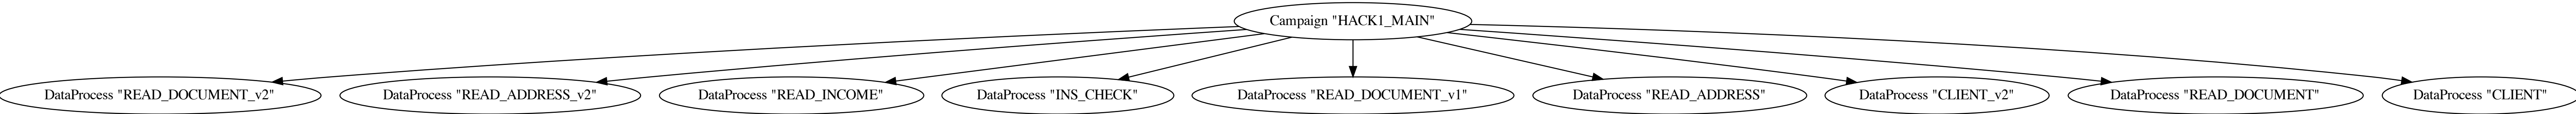 Campaign "HACK1_MAIN"
DataProcess "READ_DOCUMENT_v2"
DataProcess "READ_ADDRESS_v2"
DataProcess "READ_INCOME"
DataProcess "INS_CHECK"
DataProcess "READ_DOCUMENT_v1"
DataProcess "READ_ADDRESS"
DataProcess "CLIENT_v2"
DataProcess "READ_DOCUMENT"
DataProcess "CLIENT"